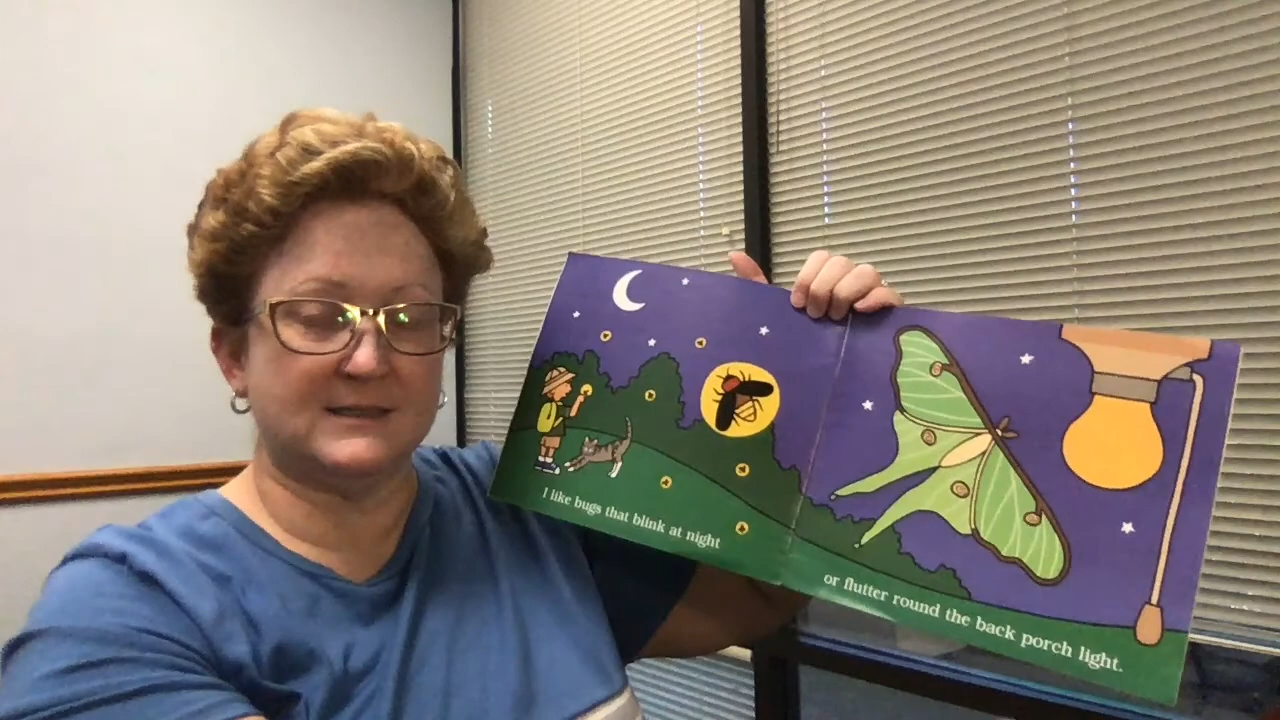 I like bugs that blink at night
or flutter round the back porch light.